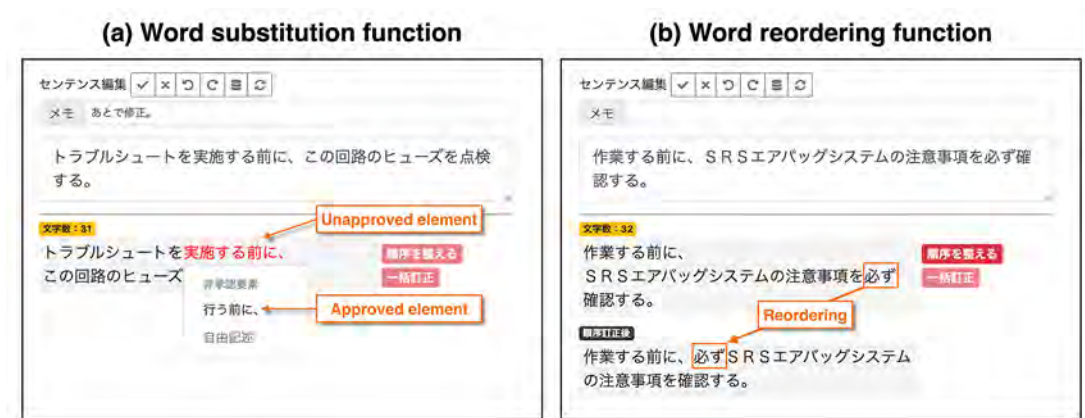 (a) Word substitution function
センテンス編集
メモ あとで修正。
トラブルシュートを実施する前に、この回路のヒューズを点検
する。
文字数：31
Unapproved element
トラブルシュートを実施する前に、
順序を整える
この回路のヒューズ
一括訂正
非承認要素
行う前に、
Approved element
自由記述
(b) Word reordering function
センテンス編集
メモ
作業する前に、ＳＲＳエアバッグシステムの注意事項を必ず確
認する。
文字数：32
作業する前に、
順序を整える
ＳＲＳエアバッグシステムの注意事項を必ず
一括訂正
確認する。
Reordering
順序訂正後
作業する前に、必ずＳＲＳエアバッグシステム
の注意事項を確認する。